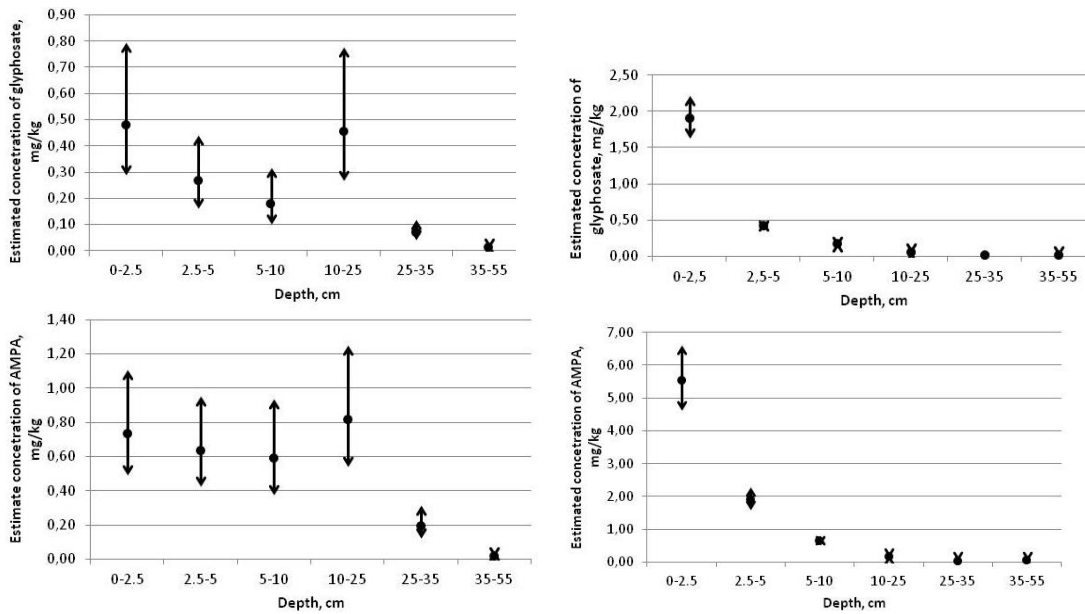 Estimated concetration of glyphosate,
mg/kg
0,90
0,80
0,70
0,60
0,50
0,40
0,30
0,20
0,10
0,00
0-2.5 2.5-5 5-10 10-25 25-35 35-55
Depth, cm
Estimated concetration of
glyphosate, mg/kg
2,50
2,00
1,50
1,00
0,50
0,00
0-2,5 2,5-5 5-10 10-25 25-35 35-55
Depth, cm
Estimate concetration of AMPA,
mg/kg
1,40
1,20
1,00
0,80
0,60
0,40
0,20
0,00
0-2.5 2.5-5 5-10 10-25 25-35 35-55
Depth, cm
Estimated concetration of AMPA,
mg/kg
7,00
6,00
5,00
4,00
3,00
2,00
1,00
0,00
0-2.5 2.5-5 5-10 10-25 25-35 35-55
Depth, cm